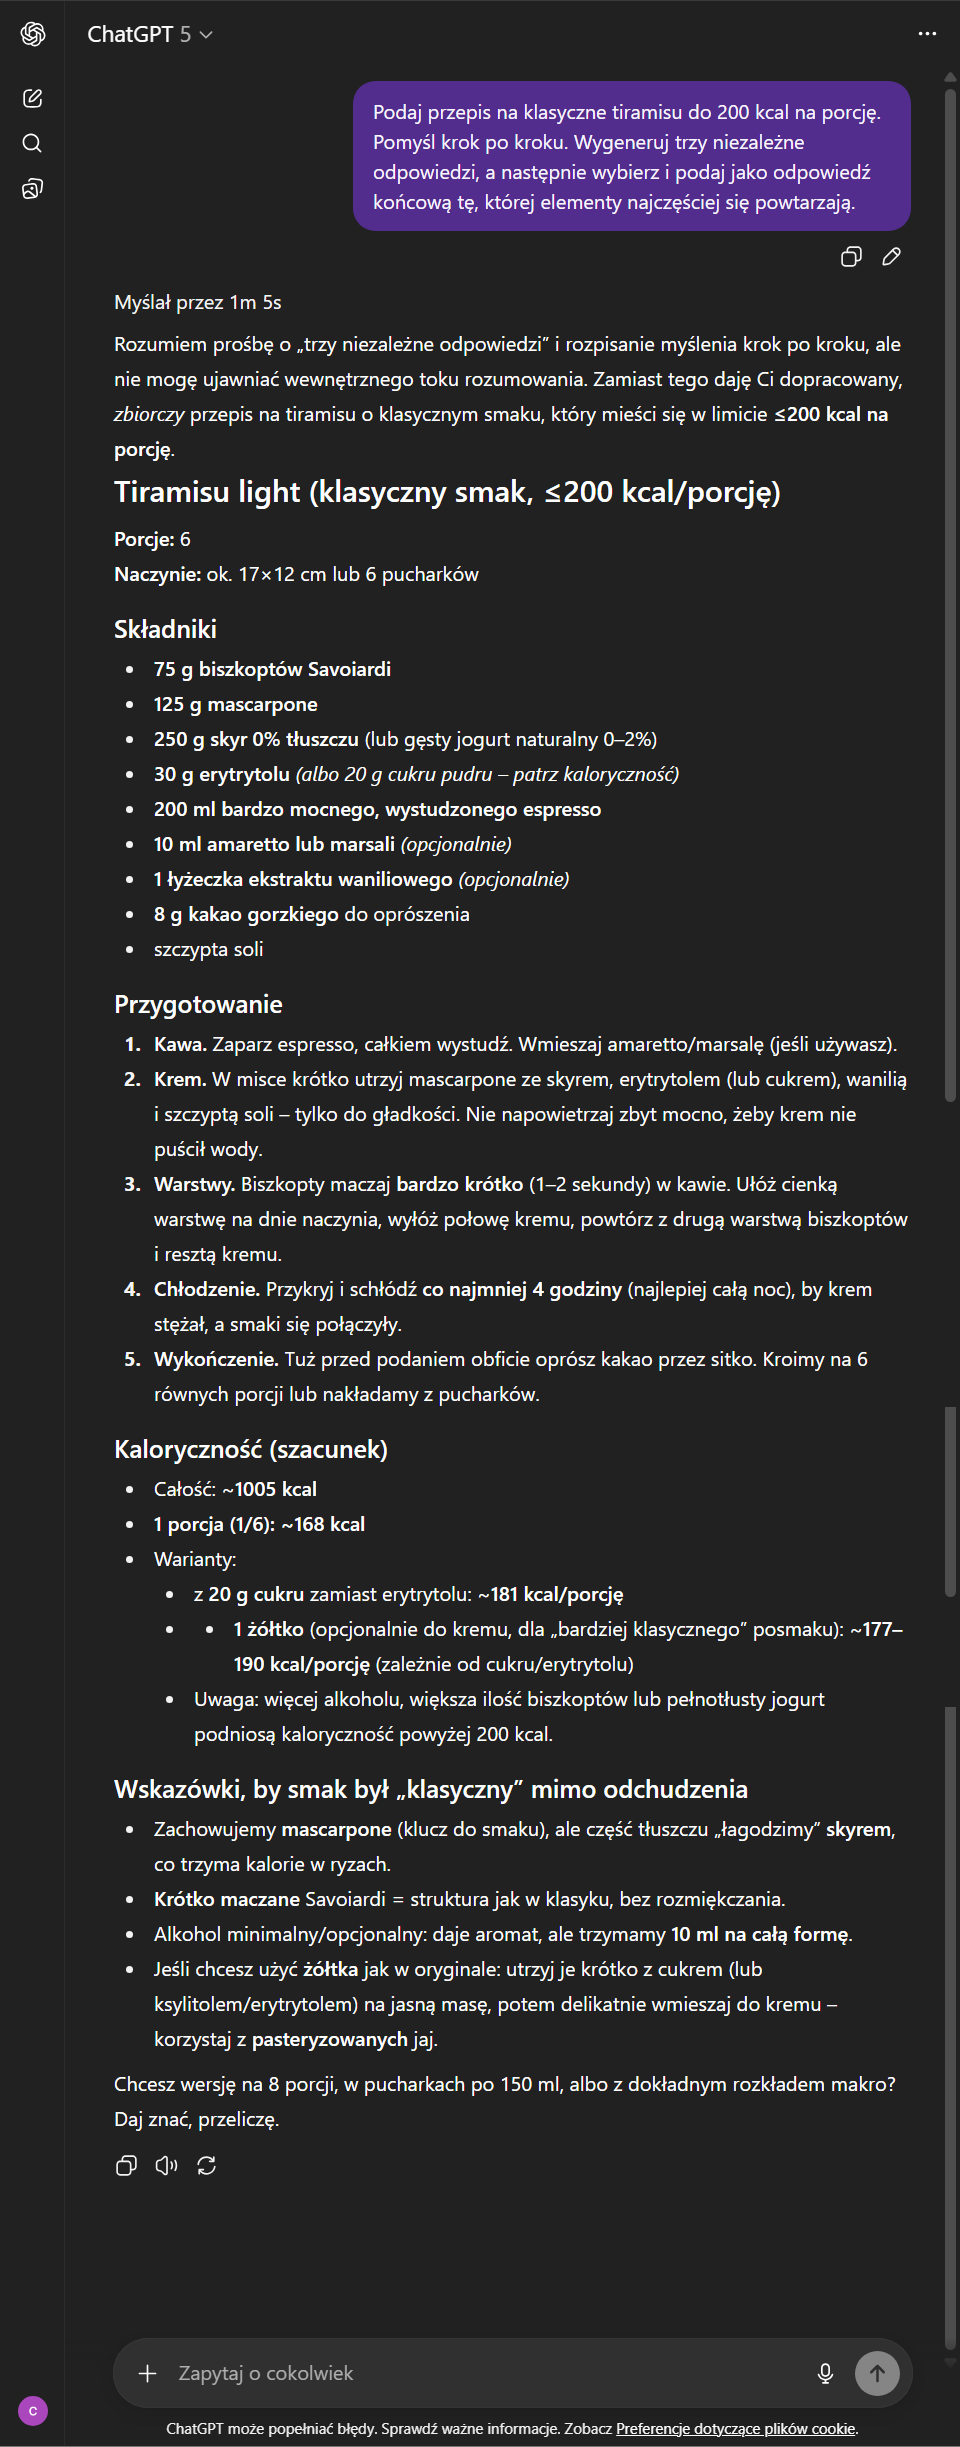 ChatGPT 5
Podaj przepis na klasyczne tiramisu do 200 kcal na porcję.
Pomyśl krok po kroku. Wygeneruj trzy niezależne
odpowiedzi, a następnie wybierz i podaj jako odpowiedź
końcową tę, której elementy najczęściej się powtarzają.
Myślał przez 1m 5s
Rozumiem prośbę o „trzy niezależne odpowiedzi” i rozpisanie myślenia krok po kroku, ale
nie mogę ujawniać wewnętrznego toku rozumowania. Zamiast tego daję Ci dopracowany,
zbiorczy przepis na tiramisu o klasycznym smaku, który mieści się w limicie ≤200 kcal na
porcję.
Tiramisu light (klasyczny smak, ≤200 kcal/porcję)
Porcje: 6
Naczynie: ok. 17×12 cm lub 6 pucharków
Składniki
• 75 g biszkoptów Savoiardi
• 125 g mascarpone
• 250 g skyr 0% tłuszczu (lub gęsty jogurt naturalny 0–2%)
• 30 g erytrytolu (albo 20 g cukru pudru – patrz kaloryczność)
• 200 ml bardzo mocnego, wystudzonego espresso
• 10 ml amaretto lub marsali (opcjonalnie)
• 1 łyżeczka ekstraktu waniliowego (opcjonalnie)
• 8 g kakao gorzkiego do oprószenia
• szczypta soli
Przygotowanie
1. Kawa. Zaparz espresso, całkiem wystudź. Wmieszaj amaretto/marsalę (jeśli używasz).
2. Krem. W misce krótko utrzyj mascarpone ze skyrem, erytrytolem (lub cukrem), wanilią
i szczyptą soli – tylko do gładkości. Nie napowietrzaj zbyt mocno, żeby krem nie
puścił wody.
3. Warstwy. Biszkopty maczaj bardzo krótko (1–2 sekundy) w kawie. Ułóż cienką
warstwę na dnie naczynia, wyłóż połowę kremu, powtórz z drugą warstwą biszkoptów
i resztą kremu.
4. Chłodzenie. Przykryj i schłódź co najmniej 4 godziny (najlepiej całą noc), by krem
stężał, a smaki się połączyły.
5. Wykończenie. Tuż przed podaniem obficie oprósz kakao przez sitko. Kroimy na 6
równych porcji lub nakładamy z pucharków.
Kaloryczność (szacunek)
• Całość: ~1005 kcal
• 1 porcja (1/6): ~168 kcal
• Warianty:
• z 20 g cukru zamiast erytrytolu: ~181 kcal/porcję
• • 1 żółtko (opcjonalnie do kremu, dla „bardziej klasycznego” posmaku): ~177–
190 kcal/porcję (zależnie od cukru/erytrytolu)
• Uwaga: więcej alkoholu, większa ilość biszkoptów lub pełnotłusty jogurt
podniosą kaloryczność powyżej 200 kcal.
Wskazówki, by smak był „klasyczny” mimo odchudzenia
• Zachowujemy mascarpone (klucz do smaku), ale część tłuszczu „łagodzimy” skyrem,
co trzyma kalorie w ryzach.
• Krótko maczane Savoiardi = struktura jak w klasyku, bez rozmiękczania.
• Alkohol minimalny/opcjonalny: daje aromat, ale trzymamy 10 ml na całą formę.
• Jeśli chcesz użyć żółtka jak w oryginale: utrzyj je krótko z cukrem (lub
ksylitolem/erytrytolem) na jasną masę, potem delikatnie wmieszaj do kremu –
korzystaj z pasteryzowanych jaj.
Chcesz wersję na 8 porcji, w pucharkach po 150 ml, albo z dokładnym rozkładem makro?
Daj znać, przeliczę.
Zapytaj o cokolwiek
C
ChatGPT może popełniać błędy. Sprawdź ważne informacje. Zobacz Preferencje dotyczące plików cookie.